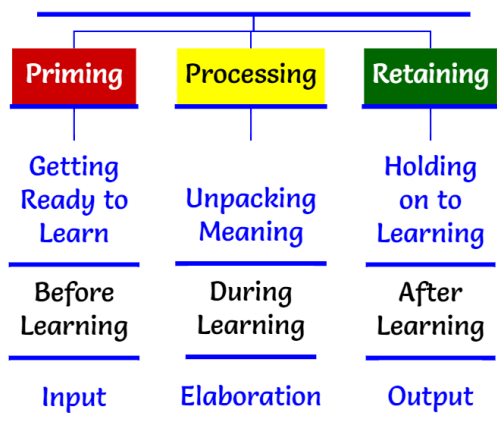 Priming
Processing
Retaining
Getting
Ready to
Learn
Unpacking
Meaning
Holding
on to
Learning
Before
Learning
During
Learning
After
Learning
Input
Elaboration
Output